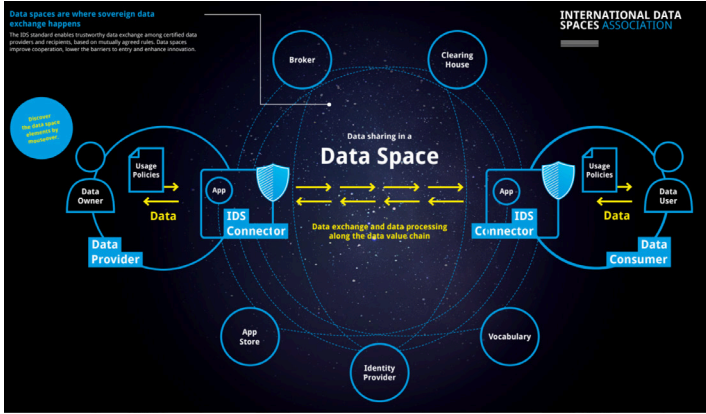 Data spaces are where sovereign data
exchange happens
The IDS standard enables trustworthy data exchange among certified data
providers and recipients, based on mutually agreed rules. Data spaces
improve cooperation, lower the barriers to entry and enhance innovation.
INTERNATIONAL DATA
SPACES ASSOCIATION
Broker
Clearing
House
Discover
the data space
elements by
mouseover.
Data sharing in a
Data Space
Usage
Policies
Data
Owner
Data
App
IDS
Connector
Data
Provider
Data exchange and data processing
along the data value chain
App
IDS
Connector
Usage
Policies
Data
Data
User
Data
Consumer
App
Store
Identity
Provider
Vocabulary